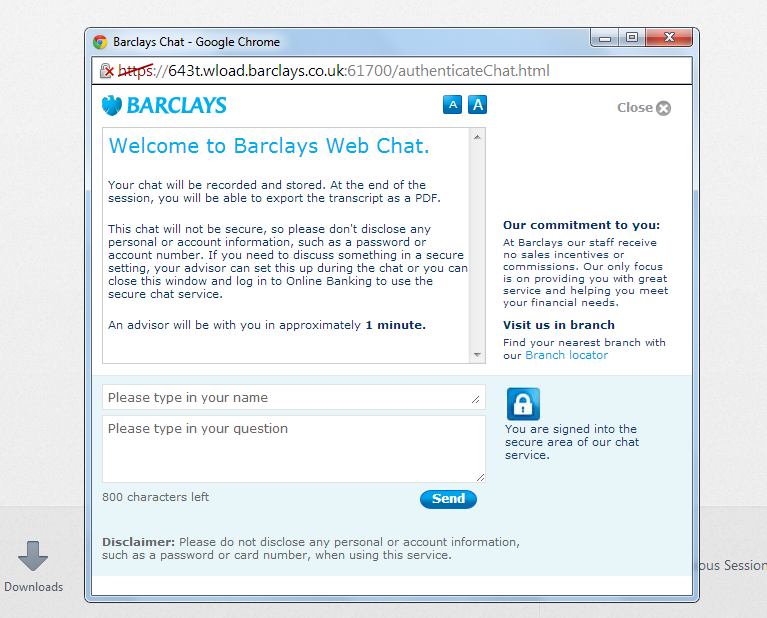 Barclays Chat - Google Chrome
https://643t.wload.barclays.co.uk:61700/authenticateChat.html
BARCLAYS
A
A
Close
Welcome to Barclays Web Chat.
Your chat will be recorded and stored. At the end of the
session, you will be able to export the transcript as a PDF.
This chat will not be secure, so please don't disclose any
personal or account information, such as a password or
account number. If you need to discuss something in a secure
setting, your advisor can set this up during the chat or you can
close this window and log in to Online Banking to use the
secure chat service.
An advisor will be with you in approximately 1 minute.
Our commitment to you:
At Barclays our staff receive
no sales incentives or
commissions. Our only focus
is on providing you with great
service and helping you meet
your financial needs.
Visit us in branch
Find your nearest branch with
our Branch locator
Please type in your name
Please type in your question
800 characters left
Send
You are signed into the
secure area of our chat
service.
Disclaimer: Please do not disclose any personal or account information,
such as a password or card number, when using this service.
Downloads
ous Session